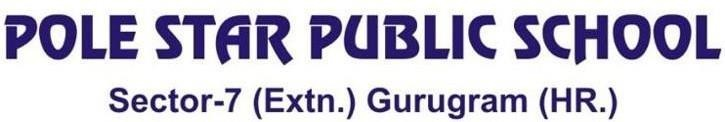 POLE STAR PUBLIC SCHOOL
Sector-7 (Extn.) Gurugram (HR.)